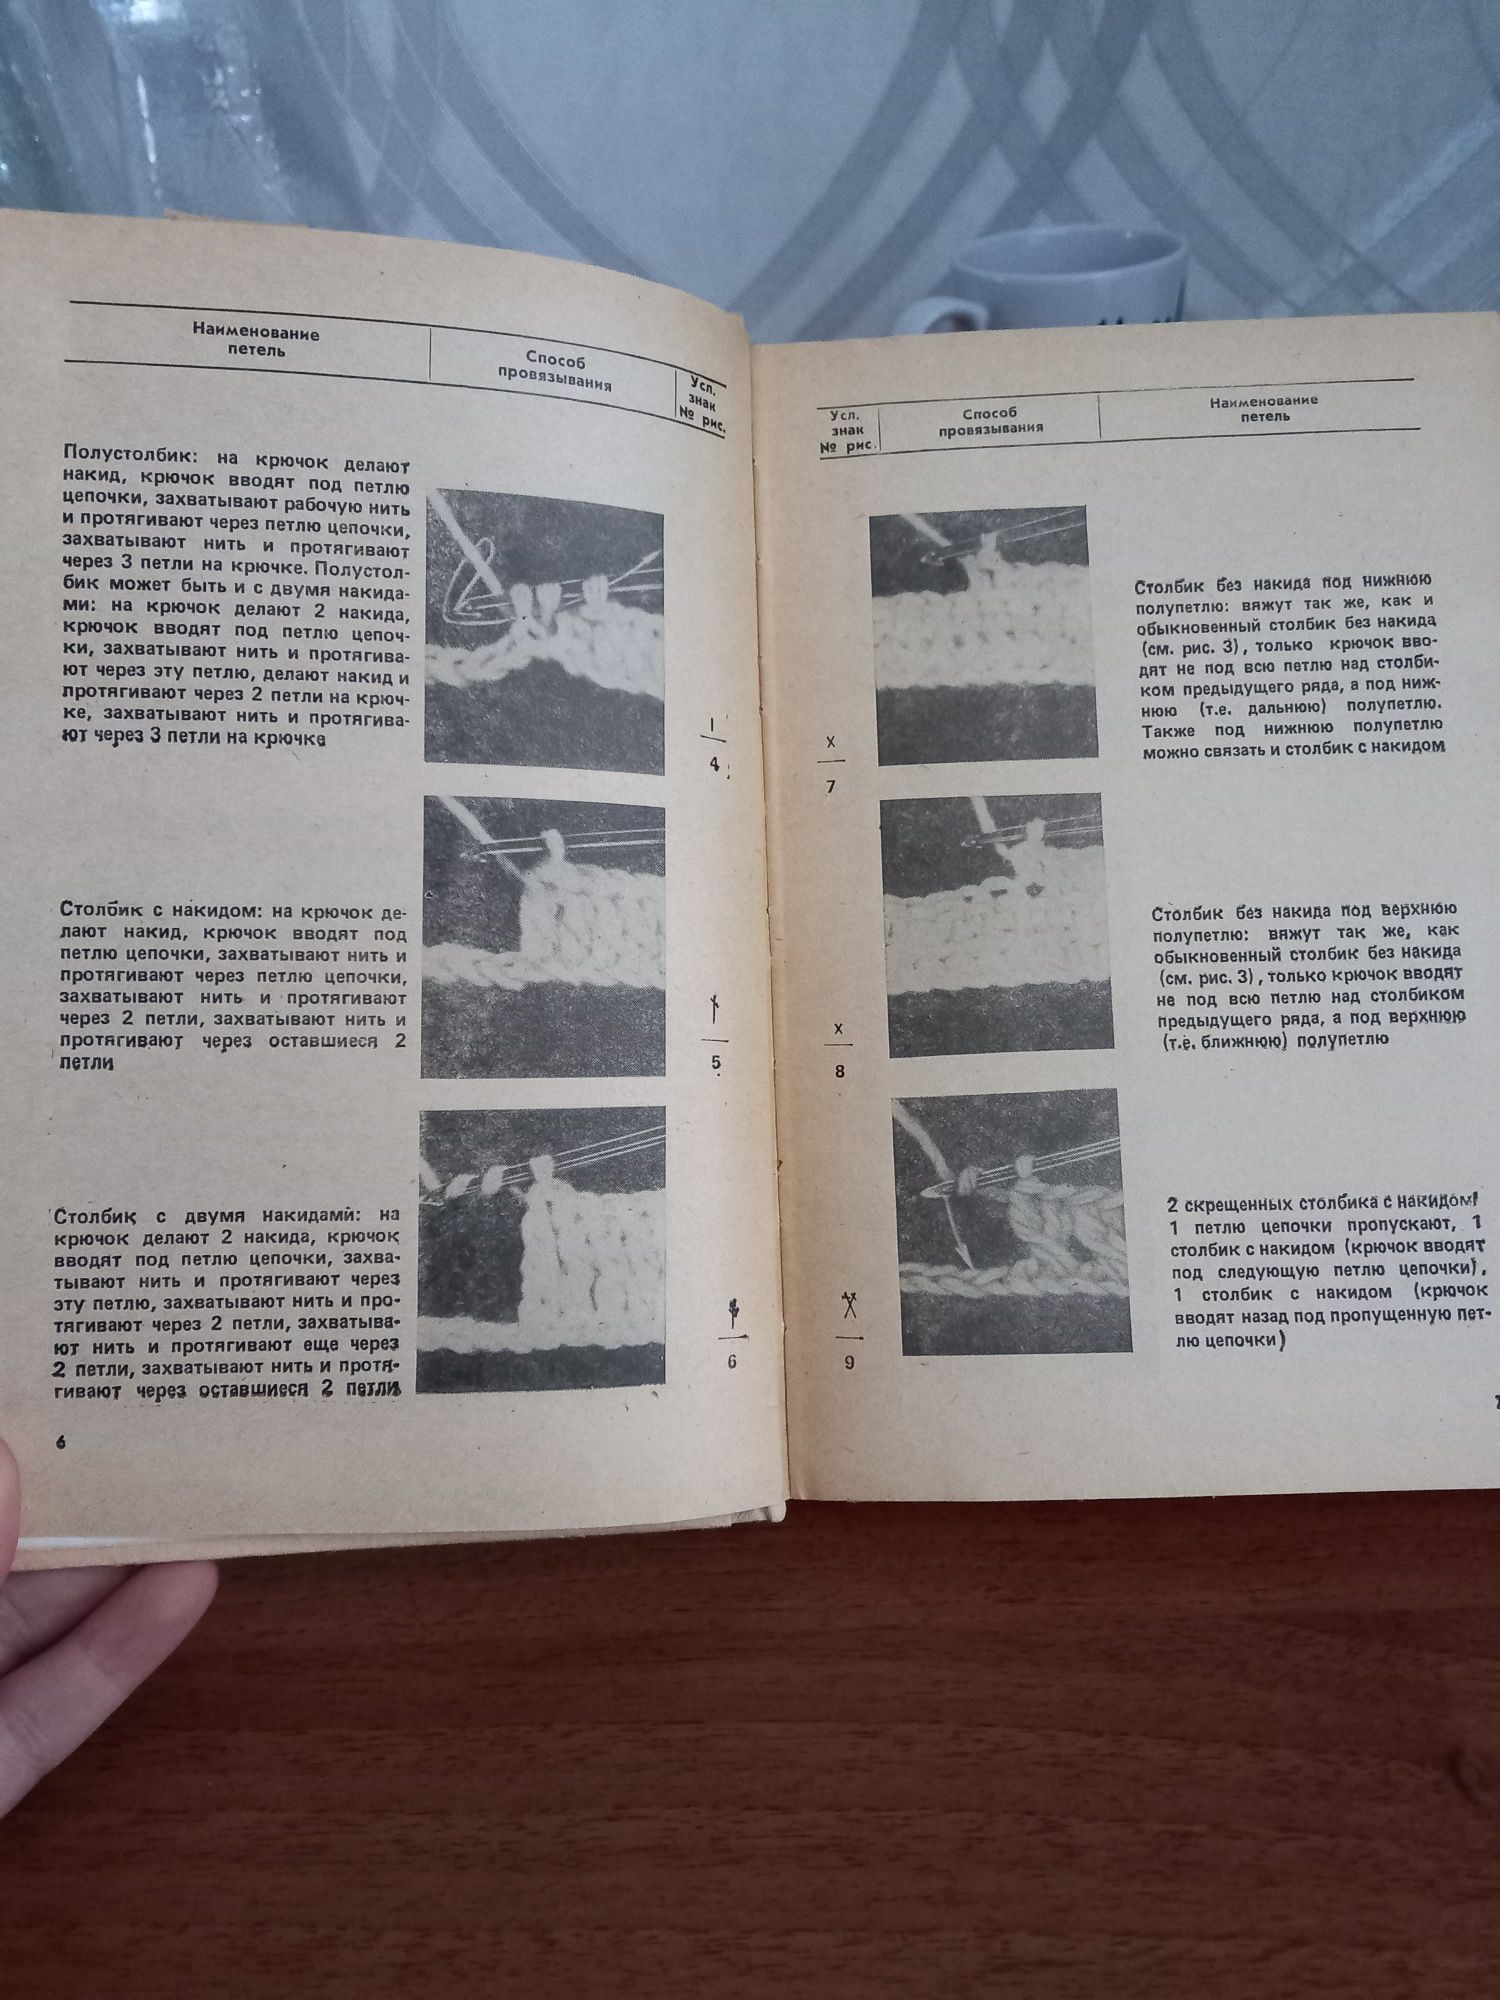 Наименование
петель
Способ
провязывания
Усл.
знак
№ рис.
Полустолбик: на крючок делают
накид, крючок вводят под петлю
цепочки, захватывают рабочую нить
и протягивают через петлю цепочки,
захватывают нить и протягивают
через 3 петли на крючке. Полустол-
бик может быть и с двумя накида-
ми: на крючок делают 2 накида,
крючок вводят под петлю цепоч-
ки, захватывают нить и протягива-
ют через эту петлю, делают накид и
протягивают через 2 петли на крюч-
ке, захватывают нить и протягива-
ют через 3 петли на крючке
4
Столбик с накидом: на крючок де-
лают накид, крючок вводят под
петлю цепочки, захватывают нить и
протягивают через петлю цепочки,
захватывают нить и протягивают
через 2 петли, захватывают нить и
протягивают через оставшиеся 2
петли
5
Столбик с двумя накидами: на
крючок делают 2 накида, крючок
вводят под петлю цепочки, захва-
тывают нить и протягивают через
эту петлю, захватывают нить и про-
тягивают через 2 петли, захватыва-
ют нить и протягивают еще через
2 петли, захватывают нить и протя-
гивают через оставшиеся 2 петли
6
6
Усл.
знак
№ рис.
Способ
провязывания
Наименование
петель
x
7
Столбик без накида под нижнюю
полупетлю: вяжут так же, как и
обыкновенный столбик без накида
(см. рис. 3), только крючок вво-
дят не под всю петлю над столби-
ком предыдущего ряда, а под ниж-
нюю (т.е. дальнюю) полупетлю.
Также под нижнюю полупетлю
можно связать и столбик с накидом
x
8
Столбик без накида под верхнюю
полупетлю: вяжут так же, как
обыкновенный столбик без накида
(см. рис. 3), только крючок вводят
не под всю петлю над столбиком
предыдущего ряда, а под верхнюю
(т.е. ближнюю) полупетлю
9
2 скрещенных столбика с накидом:
1 петлю цепочки пропускают, 1
столбик с накидом (крючок вводят
под следующую петлю цепочки),
1 столбик с накидом (крючок
вводят назад под пропущенную пет-
лю цепочки)